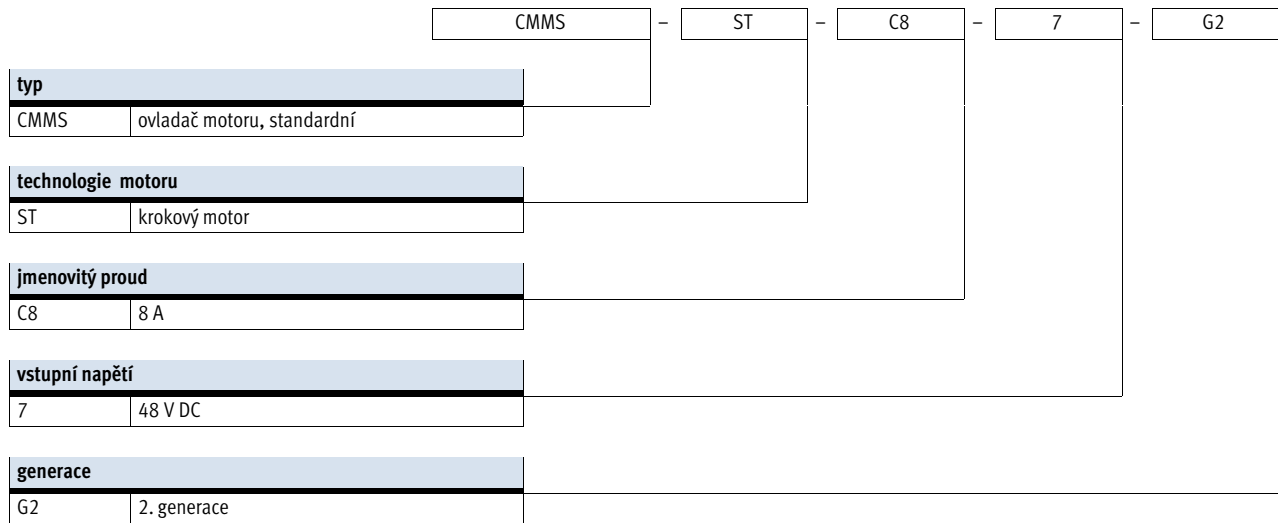 CMMS – ST – C8 – 7 – G2
typ
CMMS ovladač motoru, standardní
technologie motoru
ST krokový motor
jmenovitý proud
C8 8 A
vstupní napětí
7 48 V DC
generace
G2 2. generace